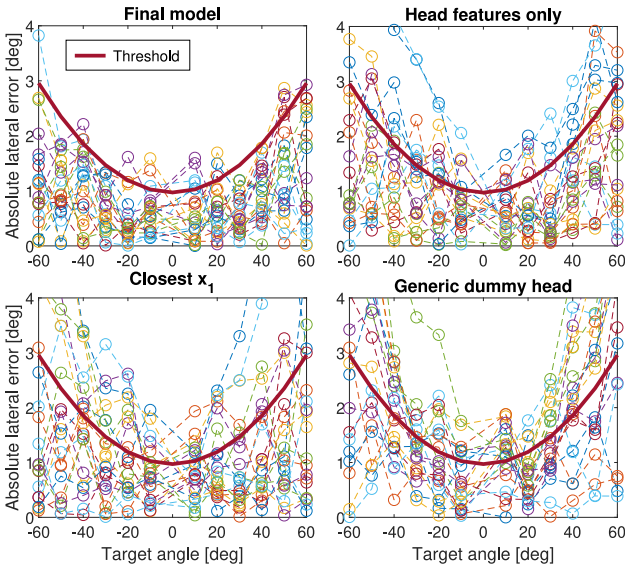 Final model
Head features only
Absolute lateral error [deg]
4
3
2
1
0
Threshold
4
3
2
1
0
-60 -40 -20 0 20 40 60
-60 -40 -20 0 20 40 60
Closest x1
Generic dummy head
Absolute lateral error [deg]
4
3
2
1
0
4
3
2
1
0
-60 -40 -20 0 20 40 60
-60 -40 -20 0 20 40 60
Target angle [deg]
Target angle [deg]